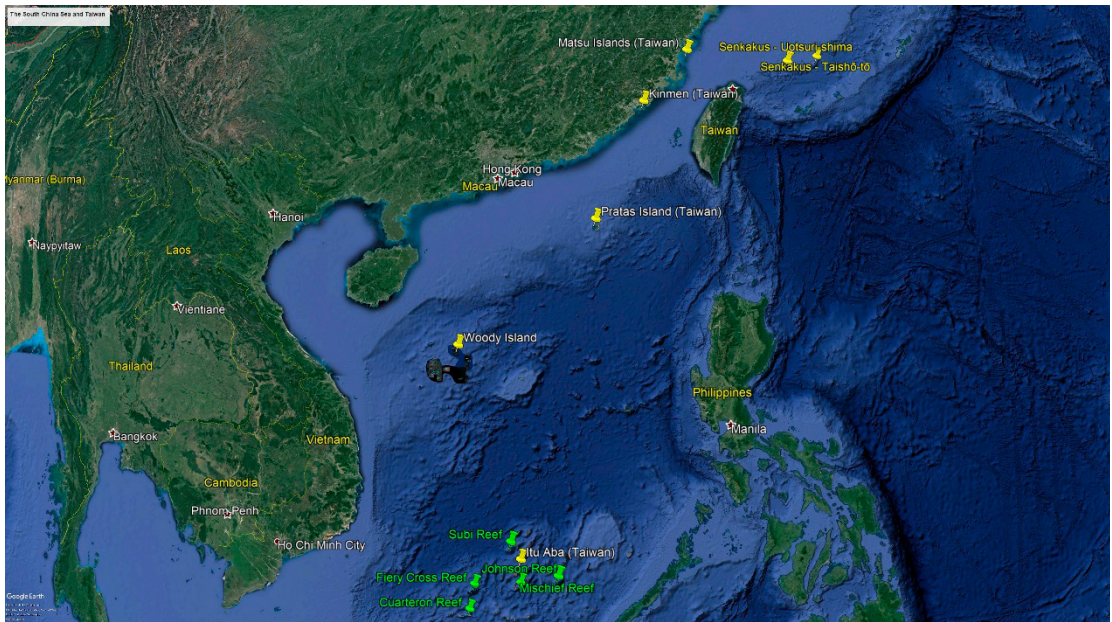 The South China Sea and Taiwan
Matsu Islands (Taiwan)
Senkakus - Uotsuri-shima
Senkakus - Taishō-tō
Kinmen (Taiwan)
Taiwan
Hong Kong
Macau
Macau
Myanmar (Burma)
Hanoi
Pratas Island (Taiwan)
Naypyitaw
Laos
Vientiane
Woody Island
Thailand
Philippines
Manila
Bangkok
Vietnam
Cambodia
Phnom Penh
Subi Reef
Ho Chi Minh City
Itu Aba (Taiwan)
Johnson Reef
Fiery Cross Reef
Mischief Reef
Cuarteron Reef
Google Earth